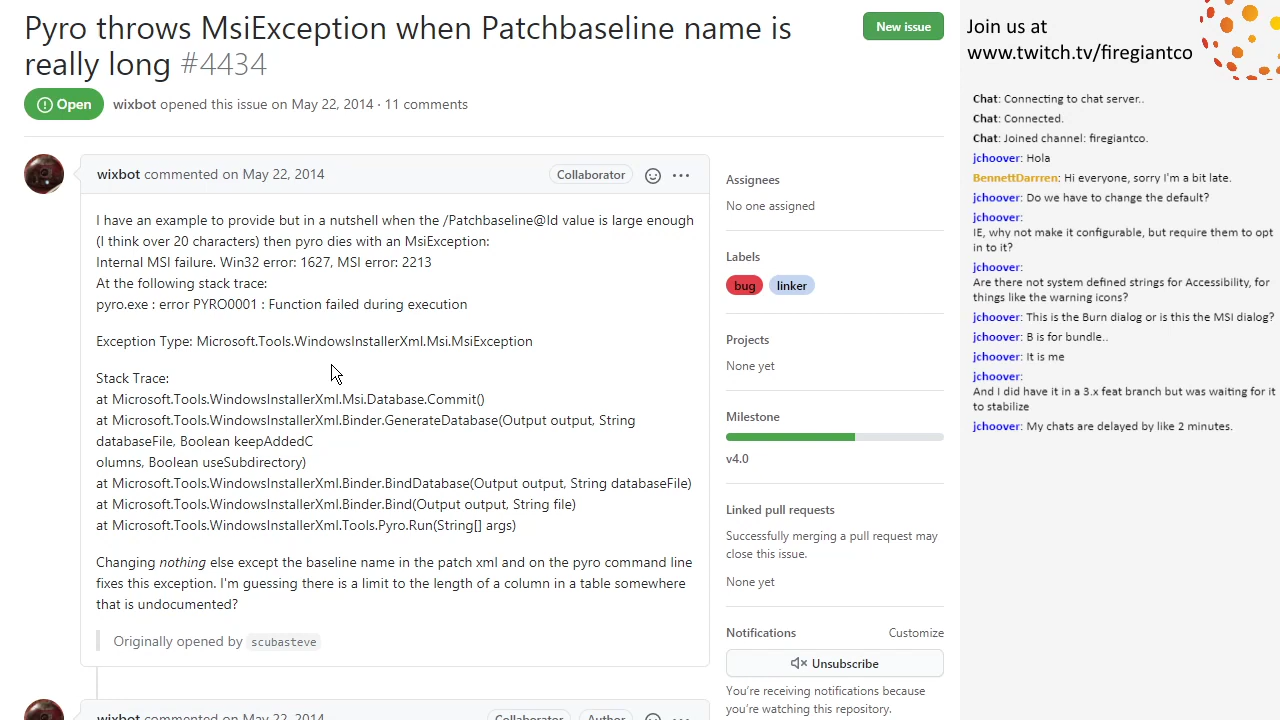 Pyro throws MsiException when Patchbaseline name is
really long #4434
New issue
Open
wixbot opened this issue on May 22, 2014 · 11 comments
wixbot commented on May 22, 2014
Collaborator
I have an example to provide but in a nutshell when the /Patchbaseline@Id value is large enough
(I think over 20 characters) then pyro dies with an MsiException:
Internal MSI failure. Win32 error: 1627, MSI error: 2213
At the following stack trace:
pyro.exe : error PYRO0001 : Function failed during execution
Exception Type: Microsoft.Tools.WindowsInstallerXml.Msi.MsiException
Stack Trace:
at Microsoft.Tools.WindowsInstallerXml.Msi.Database.Commit()
at Microsoft.Tools.WindowsInstallerXml.Binder.GenerateDatabase(Output output, String
databaseFile, Boolean keepAddedC
olumns, Boolean useSubdirectory)
at Microsoft.Tools.WindowsInstallerXml.Binder.BindDatabase(Output output, String databaseFile)
at Microsoft.Tools.WindowsInstallerXml.Binder.Bind(Output output, String file)
at Microsoft.Tools.WindowsInstallerXml.Tools.Pyro.Run(String[] args)
Changing nothing else except the baseline name in the patch xml and on the pyro command line
fixes this exception. I'm guessing there is a limit to the length of a column in a table somewhere
that is undocumented?
Originally opened by scubasteve
wixbot commented on May 22, 2014
Collaborator
Author
Assignees
No one assigned
Labels
bug
linker
Projects
None yet
Milestone
v4.0
Linked pull requests
Successfully merging a pull request may
close this issue.
None yet
Notifications
Customize
Unsubscribe
You're receiving notifications because
you're watching this repository.
Join us at
www.twitch.tv/firegiantco
Chat: Connecting to chat server..
Chat: Connected.
Chat: Joined channel: firegiantco.
jchoover: Hola
BennettDarrren: Hi everyone, sorry I'm a bit late.
jchoover: Do we have to change the default?
jchoover:
IE, why not make it configurable, but require them to opt
in to it?
jchoover:
Are there not system defined strings for Accessibility, for
things like the warning icons?
jchoover: This is the Burn dialog or is this the MSI dialog?
jchoover: B is for bundle..
jchoover: It is me
jchoover:
And I did have it in a 3.x feat branch but was waiting for it
to stabilize
jchoover: My chats are delayed by like 2 minutes.